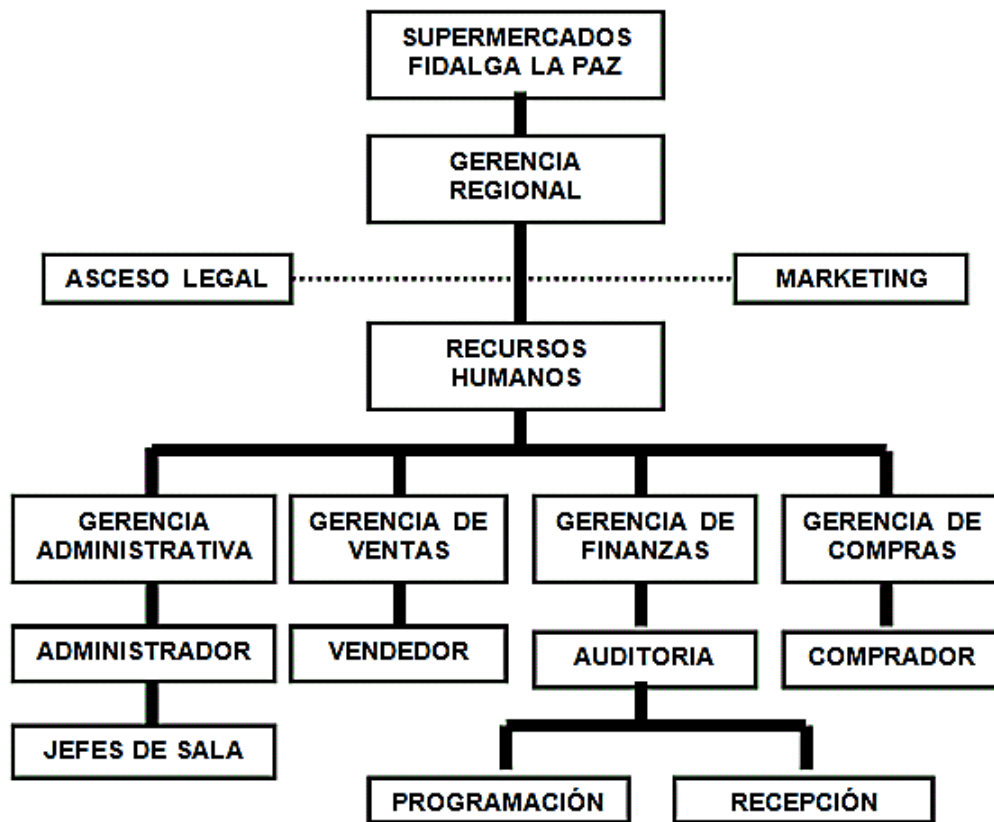 SUPERMERCADOS
FIDALGA LA PAZ
GERENCIA
REGIONAL
ASCESO LEGAL
MARKETING
RECURSOS
HUMANOS
GERENCIA
ADMINISTRATIVA
GERENCIA DE
VENTAS
GERENCIA DE
FINANZAS
GERENCIA DE
COMPRAS
ADMINISTRADOR
VENDEDOR
AUDITORIA
COMPRADOR
JEFES DE SALA
PROGRAMACIÓN
RECEPCIÓN